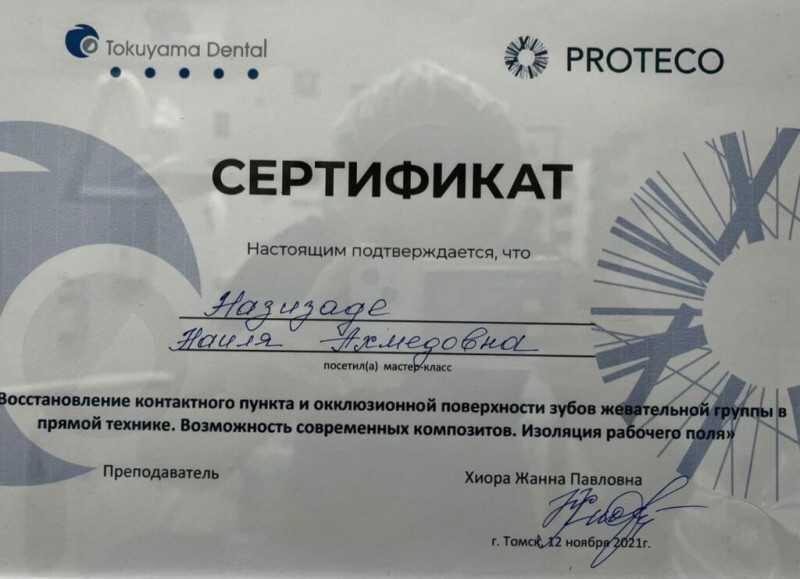 Tokuyama Dental
PROTECO
СЕРТИФИКАТ
Настоящим подтверждается, что
Назизаде
Наиля Ахмедовна
посетил(а) мастер-класс
Восстановление контактного пункта и окклюзионной поверхности зубов жевательной группы в
прямой технике. Возможность современных композитов. Изоляция рабочего поля»
Преподаватель
Хиора Жанна Павловна
г. Томск, 12 ноября 2021г.